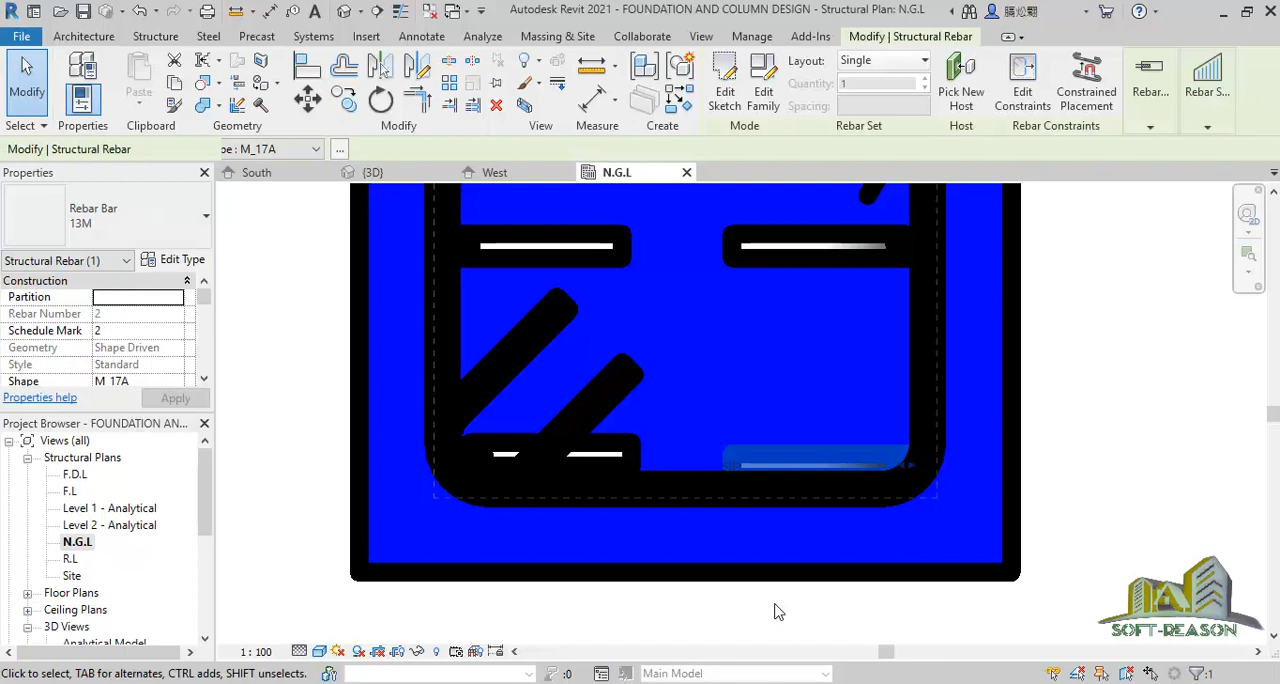 Autodesk Revit 2021 - FOUNDATION AND COLUMN DESIGN - Structural Plan: N.G.L
File Architecture Structure Steel Precast Systems Insert Annotate Analyze Massing & Site Collaborate View Manage Add-Ins Modify | Structural Rebar
Modify Paste Edit Sketch Edit Family Layout: Single Quantity: 1 Spacing: Pick New Host Edit Constraints Constrained Placement Rebar... Rebar S...
Select Properties Clipboard Geometry Modify View Measure Create Mode Rebar Set Host Rebar Constraints
Modify | Structural Rebar pe : M_17A ...
Properties
South {3D} West N.G.L
Rebar Bar
13M
Structural Rebar (1) Edit Type
Construction
Partition
Rebar Number 2
Schedule Mark 2
Geometry Shape Driven
Style Standard
Shape M_17A
Properties help Apply
Project Browser - FOUNDATION AN...
Views (all)
Structural Plans
F.D.L
F.L
Level 1 - Analytical
Level 2 - Analytical
N.G.L
R.L
Site
Floor Plans
Ceiling Plans
3D Views
Analytical Model
SOFT-REASON
1 : 100
Click to select, TAB for alternates, CTRL adds, SHIFT unselects. :0 Main Model :1